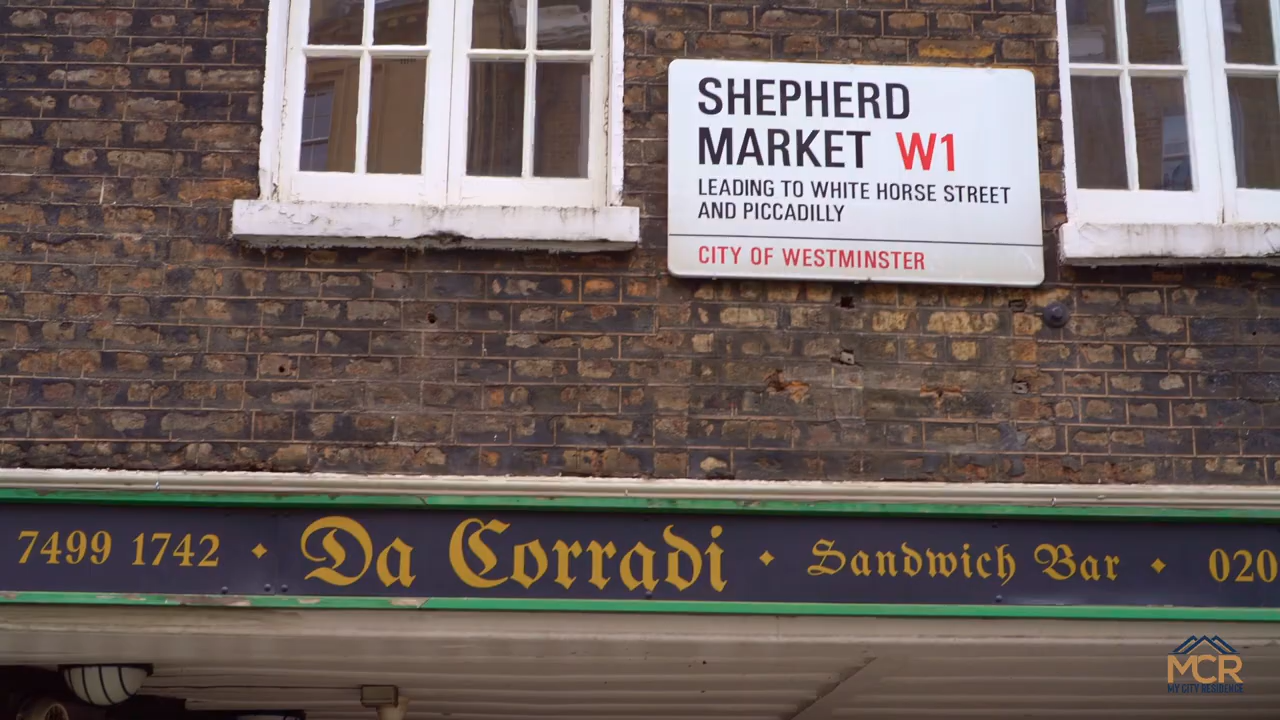 SHEPHERD
MARKET W1
LEADING TO WHITE HORSE STREET
AND PICCADILLY
CITY OF WESTMINSTER
7499 1742 • Da Corradi • Sandwich Bar • 020
MCR
MY CITY RESIDENCE